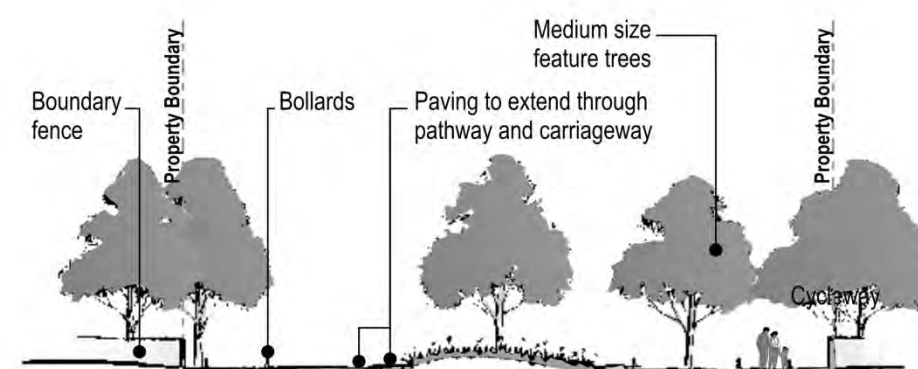 Medium size
feature trees
Boundary
fence
Property Boundary
Bollards
Paving to extend through
pathway and carriageway
Property Boundary
Cycleway